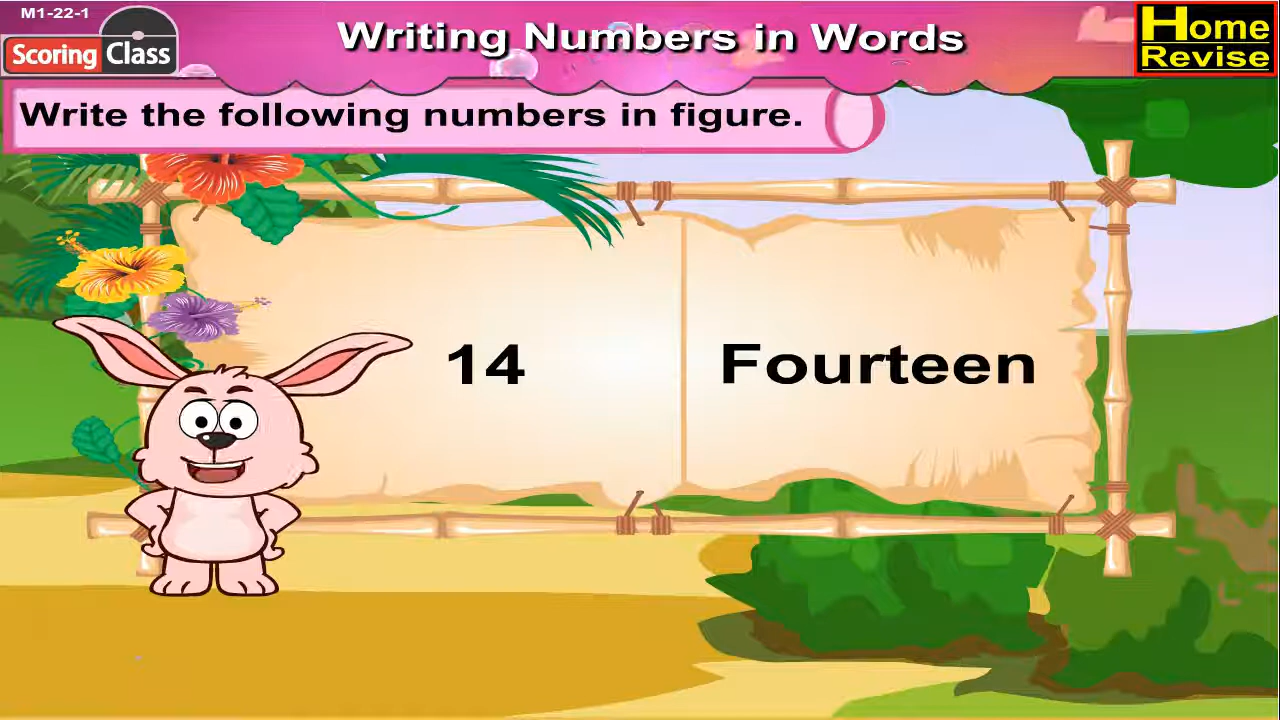 M1-22-1
Scoring Class
Writing Numbers in Words
Home
Revise
Write the following numbers in figure.
14 Fourteen